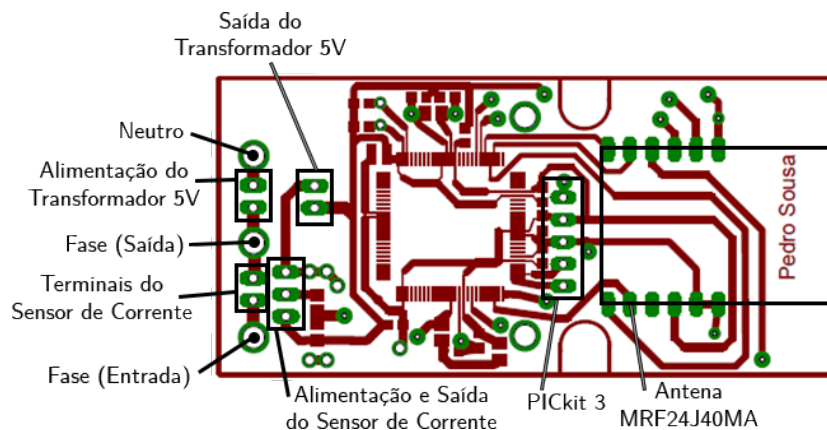 Saída do
Transformador 5V
Neutro
Alimentação do
Transformador 5V
Fase (Saída)
Terminais do
Sensor de Corrente
Fase (Entrada)
Alimentação e Saída
do Sensor de Corrente
PICkit 3
Antena
MRF24J40MA
Pedro Sousa